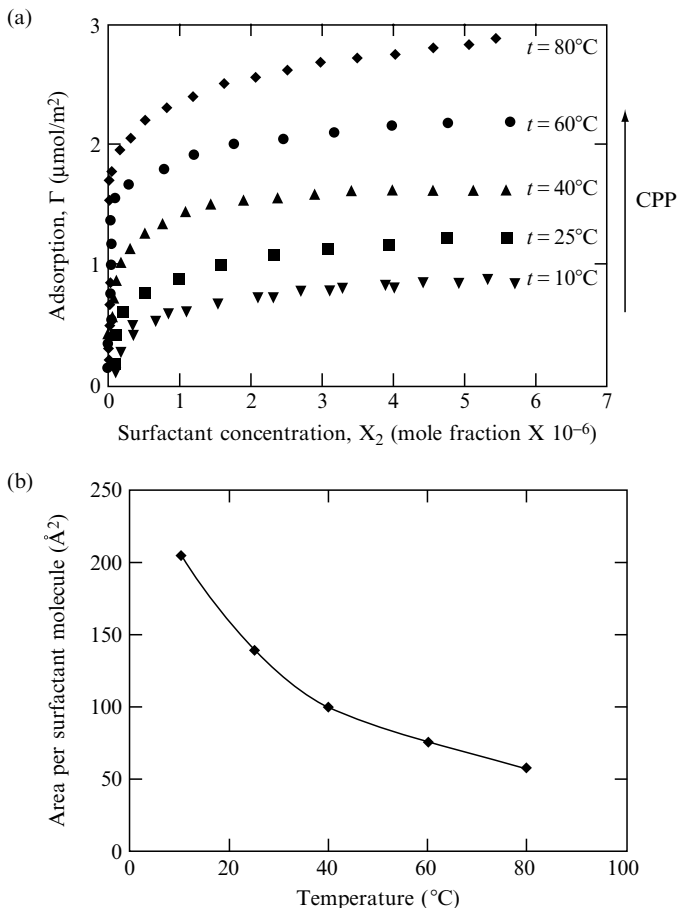 (a)
3
2
1
0
Adsorption, Γ (μmol/m²)
t = 80°C
t = 60°C
t = 40°C
t = 25°C
t = 10°C
CPP
0 1 2 3 4 5 6 7
Surfactant concentration, X₂ (mole fraction X 10⁻⁶)
(b)
250
200
150
100
50
0
Area per surfactant molecule (Å²)
0 20 40 60 80 100
Temperature (°C)